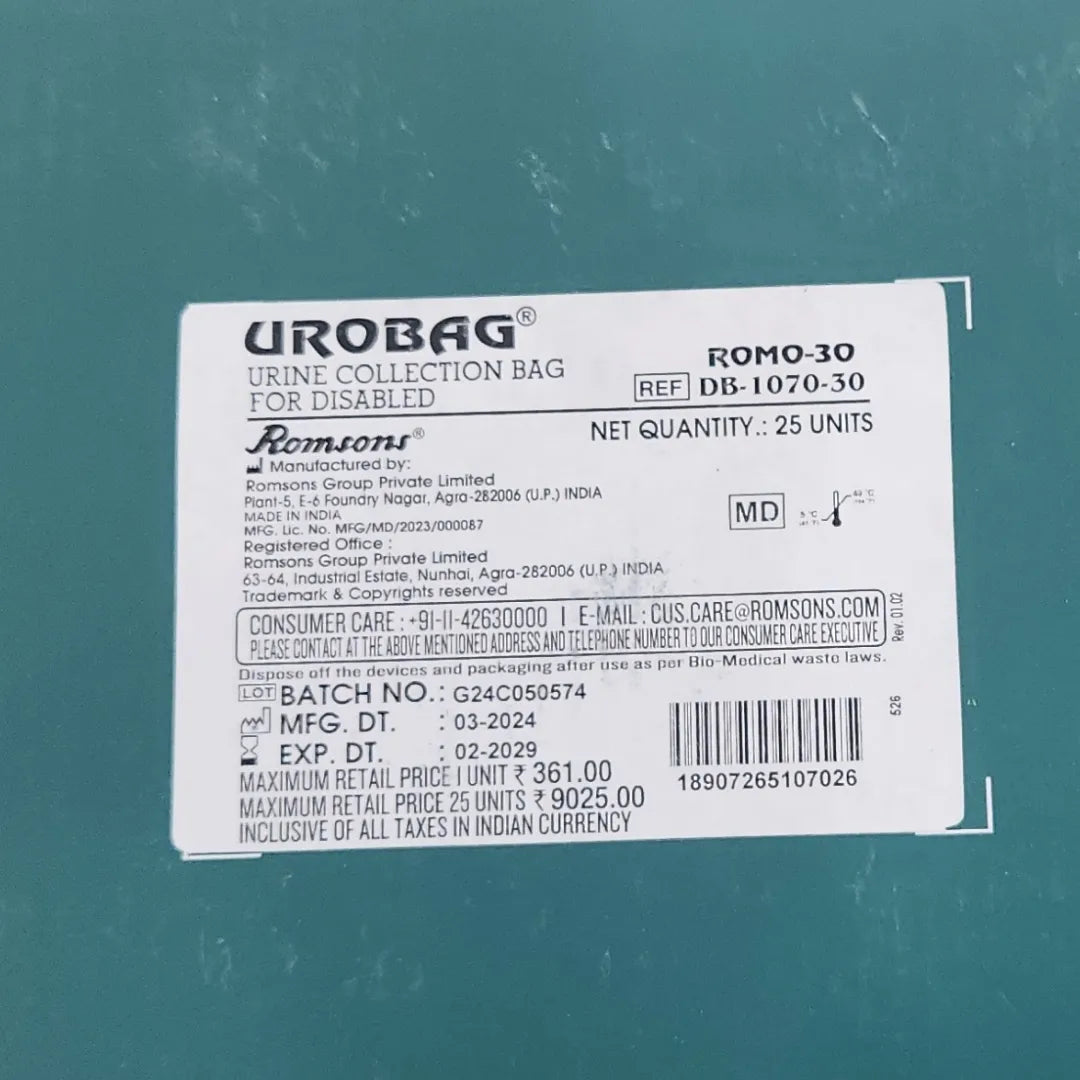 UROBAG®
URINE COLLECTION BAG
FOR DISABLED
ROMO-30
REF DB-1070-30
Romsons®
NET QUANTITY.: 25 UNITS
Manufactured by:
Romsons Group Private Limited
Plant-5, E-6 Foundry Nagar, Agra-282006 (U.P.) INDIA
MADE IN INDIA
MFG. Lic. No. MFG/MD/2023/000087
Registered Office :
Romsons Group Private Limited
63-64, Industrial Estate, Nunhai, Agra-282006 (U.P.) INDIA
Trademark & Copyrights reserved
MD
5 °C
CONSUMER CARE : +91-11-42630000 | E-MAIL : CUS.CARE@ROMSONS.COM
PLEASE CONTACT AT THE ABOVE MENTIONED ADDRESS AND TELEPHONE NUMBER TO OUR CONSUMER CARE EXECUTIVE
Rev. 01.02
Dispose off the devices and packaging after use as per Bio-Medical waste laws.
LOT BATCH NO.: G24C050574
MFG. DT. : 03-2024
EXP. DT. : 02-2029
MAXIMUM RETAIL PRICE 1 UNIT ₹ 361.00
MAXIMUM RETAIL PRICE 25 UNITS ₹ 9025.00
INCLUSIVE OF ALL TAXES IN INDIAN CURRENCY
526
18907265107026